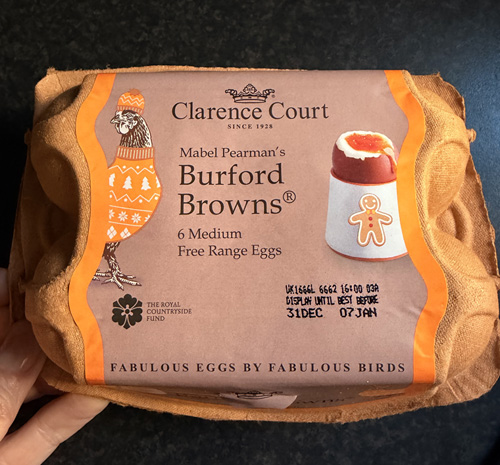 Clarence Court
SINCE 1928
Mabel Pearman's
Burford
Browns®
6 Medium
Free Range Eggs
UK1666L 6662 16:00 03A
DISPLAY UNTIL BEST BEFORE
31DEC 07JAN
THE ROYAL
COUNTRYSIDE
FUND
FABULOUS EGGS BY FABULOUS BIRDS